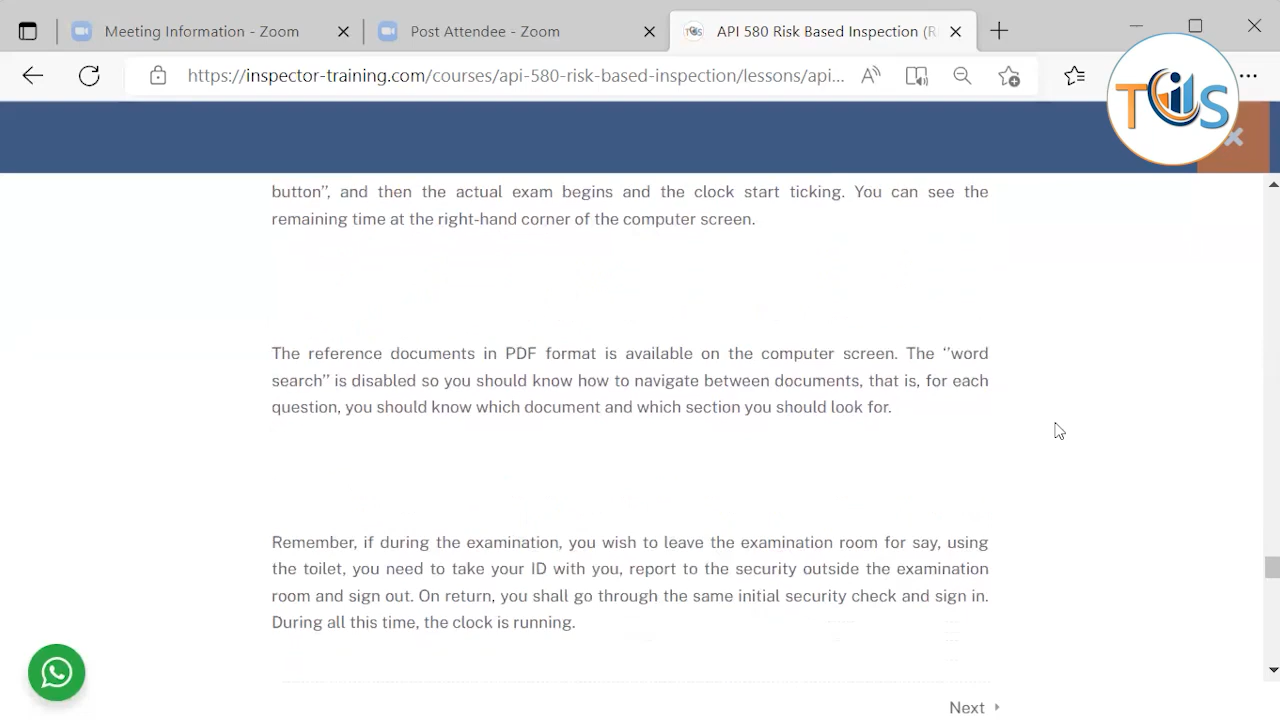 Meeting Information - Zoom
Post Attendee - Zoom
API 580 Risk Based Inspection (R
https://inspector-training.com/courses/api-580-risk-based-inspection/lessons/api...
TCIS
button’’, and then the actual exam begins and the clock start ticking. You can see the
remaining time at the right-hand corner of the computer screen.
The reference documents in PDF format is available on the computer screen. The ‘’word
search’’ is disabled so you should know how to navigate between documents, that is, for each
question, you should know which document and which section you should look for.
Remember, if during the examination, you wish to leave the examination room for say, using
the toilet, you need to take your ID with you, report to the security outside the examination
room and sign out. On return, you shall go through the same initial security check and sign in.
During all this time, the clock is running.
Next